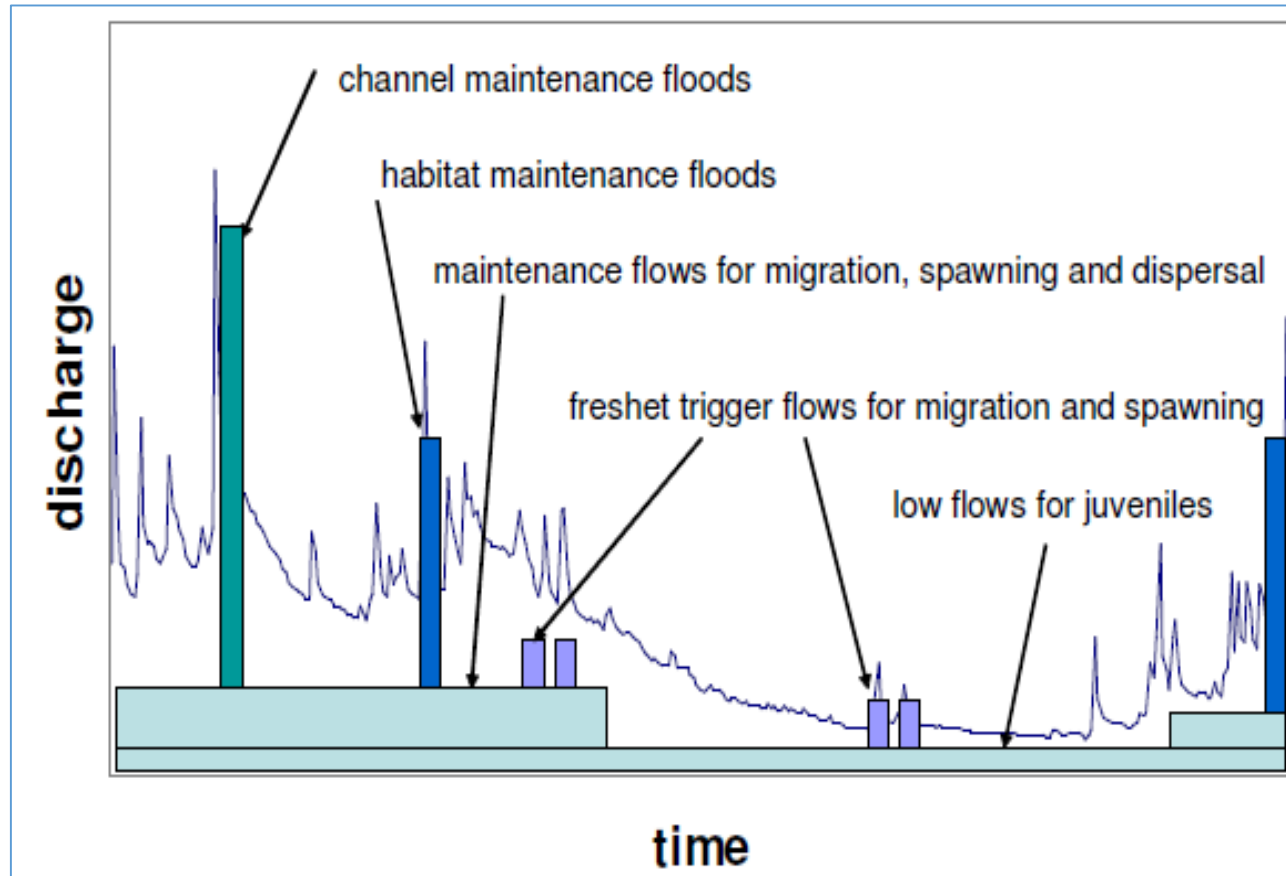 channel maintenance floods
habitat maintenance floods
maintenance flows for migration, spawning and dispersal
freshet trigger flows for migration and spawning
low flows for juveniles
discharge
time